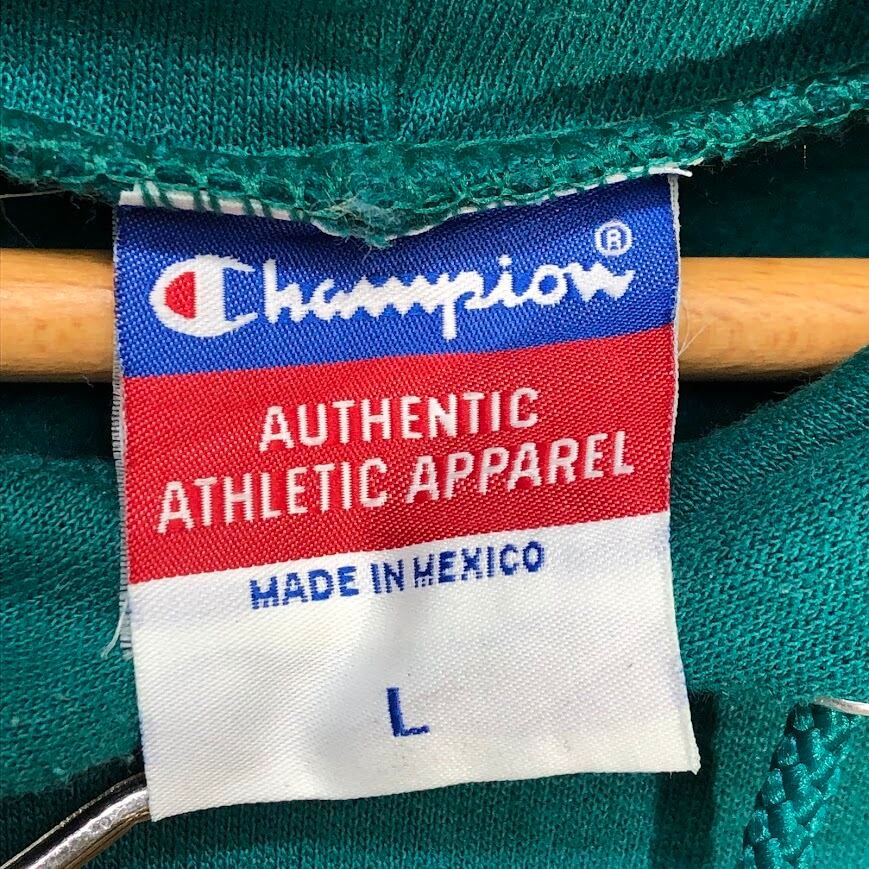 Champion®
AUTHENTIC
ATHLETIC APPAREL
MADE IN MEXICO
L